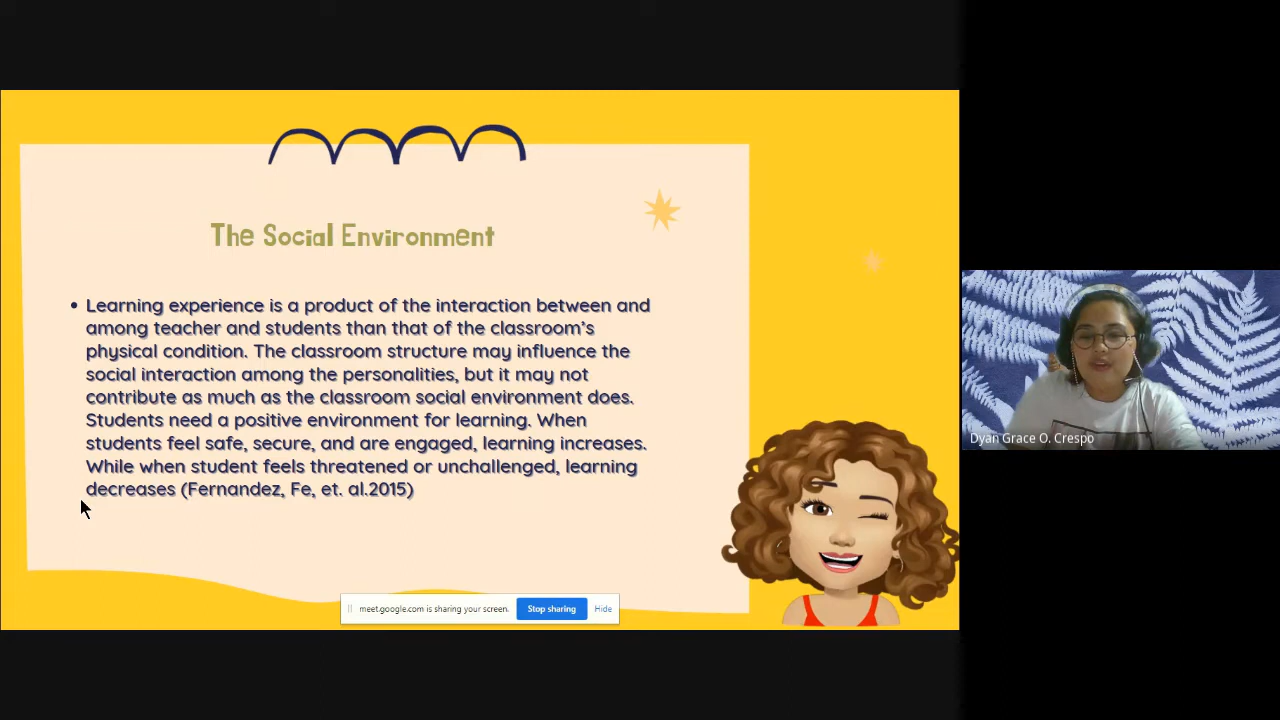 The Social Environment
• Learning experience is a product of the interaction between and
among teacher and students than that of the classroom's
physical condition. The classroom structure may influence the
social interaction among the personalities, but it may not
contribute as much as the classroom social environment does.
Students need a positive environment for learning. When
students feel safe, secure, and are engaged, learning increases.
While when student feels threatened or unchallenged, learning
decreases (Fernandez, Fe, et. al.2015)
meet.google.com is sharing your screen. Stop sharing Hide
Dyan Grace O. Crespo